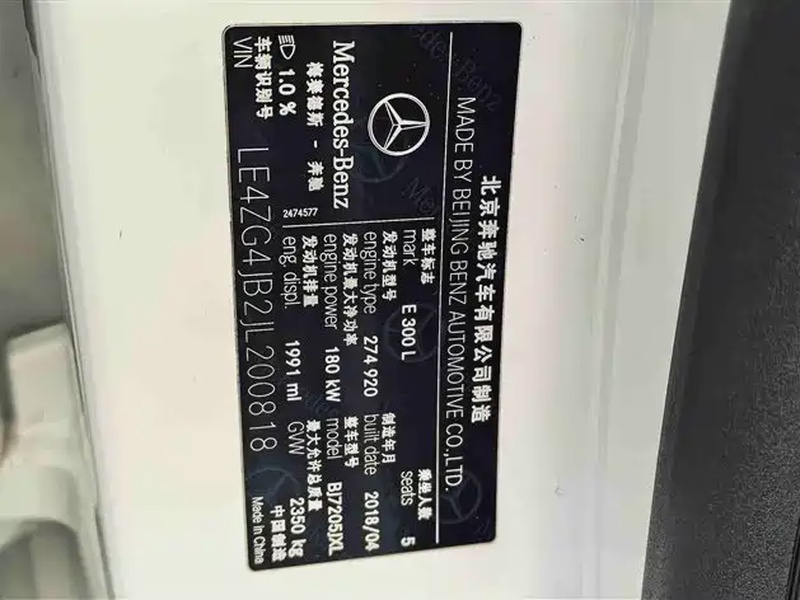 北京奔驰汽车有限公司制造
MADE BY BEIJING BENZ AUTOMOTIVE CO.,LTD.
Mercedes-Benz
梅赛德斯-奔驰
2474577
整车标志
mark E 300 L
乘坐人数
seats 5
发动机型号
engine type 274 920
制造年月
built date 2018/04
发动机最大净功率
engine power 180 kW
整车型号
model BJ7205JXL
发动机排量
eng. displ. 1991 ml
最大允许总质量
GVW 2350 kg
1.0 %
车辆识别号
VIN LE4ZG4JB2JL200818
中国制造
Made In China